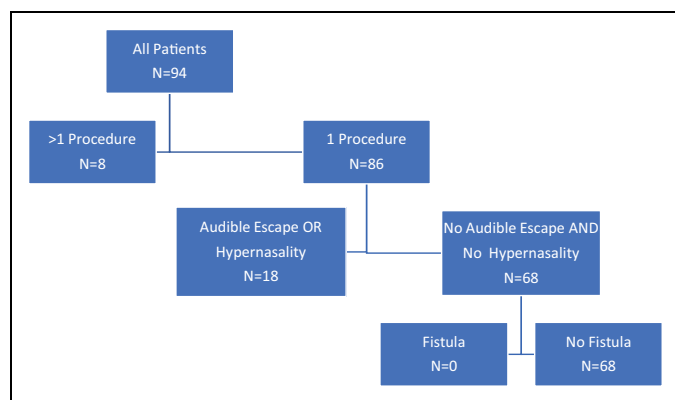 All Patients
N=94
>1 Procedure
N=8
1 Procedure
N=86
Audible Escape OR
Hypernasality
N=18
No Audible Escape AND
No Hypernasality
N=68
Fistula
N=0
No Fistula
N=68